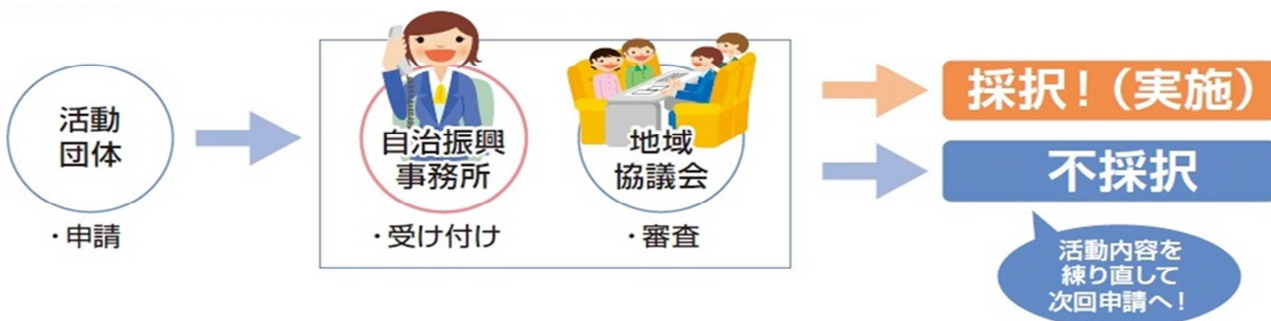 活動
団体
・申請
自治振興
事務所
・受け付け
地域
協議会
・審査
採択！（実施）
不採択
活動内容を
練り直して
次回申請へ！